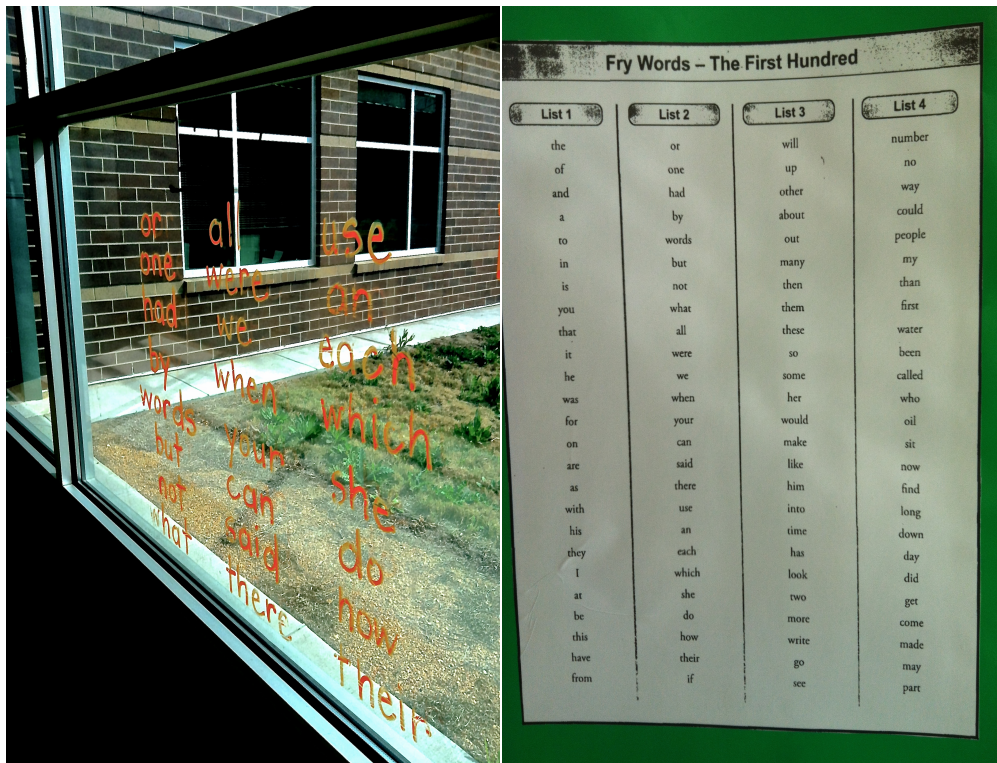 or
one
had
by
words
but
not
what
all
were
we
when
your
can
said
there
use
an
each
which
she
do
how
their
Fry Words – The First Hundred
List 1
the
of
and
a
to
in
is
you
that
it
he
was
for
on
are
as
with
his
they
I
at
be
this
have
from
List 2
or
one
had
by
words
but
not
what
all
were
we
when
your
can
said
there
use
an
each
which
she
do
how
their
if
List 3
will
up
other
about
out
many
then
them
these
so
some
her
would
make
like
him
into
time
has
look
two
more
write
go
see
List 4
number
no
way
could
people
my
than
first
water
been
called
who
oil
sit
now
find
long
down
day
did
get
come
made
may
part